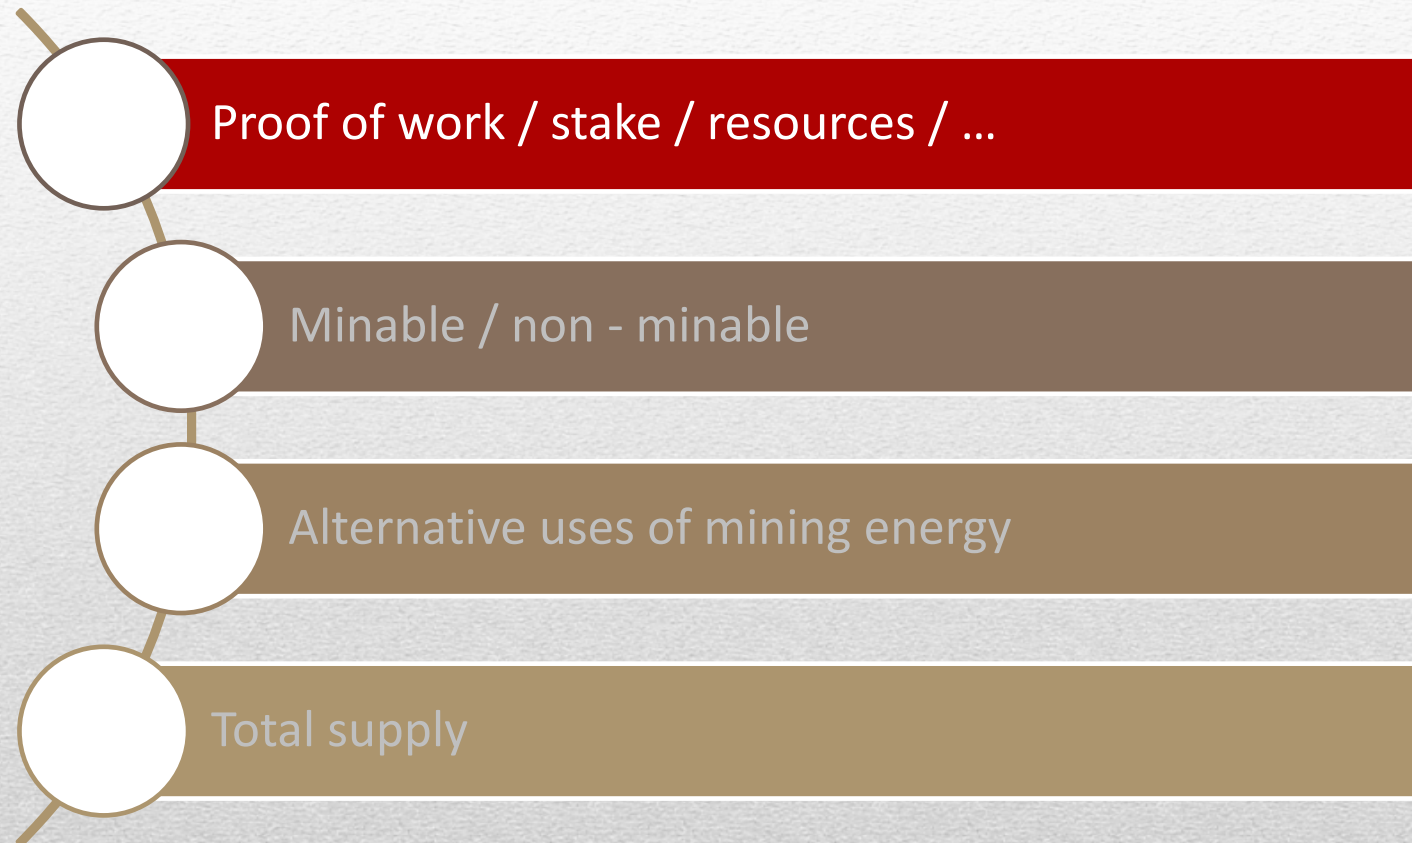 Proof of work / stake / resources / …
Minable / non - minable
Alternative uses of mining energy
Total supply